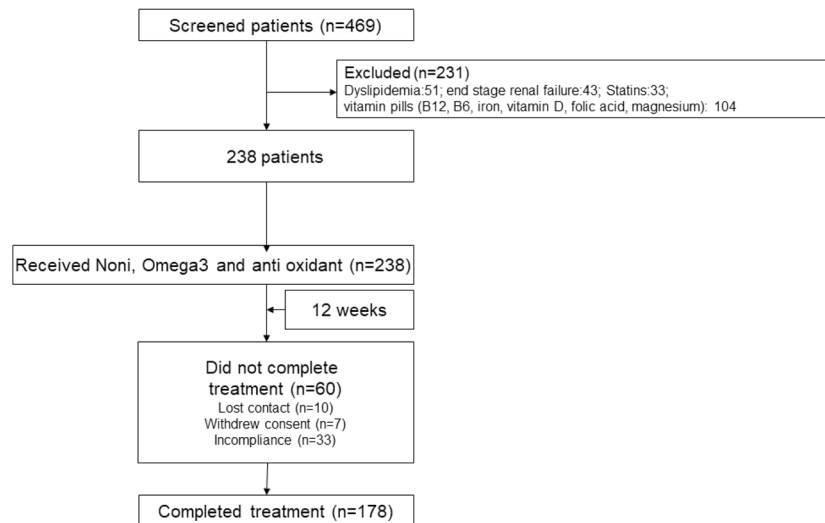 Screened patients (n=469)
Excluded (n=231)
Dyslipidemia:51; end stage renal failure:43; Statins:33;
vitamin pills (B12, B6, iron, vitamin D, folic acid, magnesium): 104
238 patients
Received Noni, Omega3 and anti oxidant (n=238)
12 weeks
Did not complete
treatment (n=60)
Lost contact (n=10)
Withdrew consent (n=7)
Incompliance (n=33)
Completed treatment (n=178)